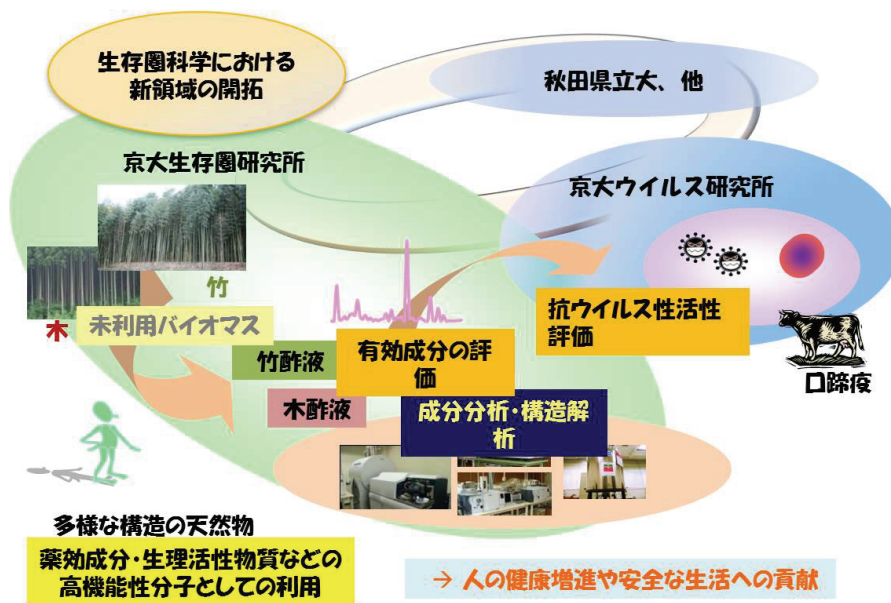 生存圏科学における
新領域の開拓
秋田県立大、他
京大生存圏研究所
京大ウイルス研究所
竹
木
未利用バイオマス
抗ウイルス性活性
評価
竹酢液
有効成分の評
価
口蹄疫
木酢液
成分分析・構造解
析
多様な構造の天然物
薬効成分・生理活性物質などの
高機能性分子としての利用
→ 人の健康増進や安全な生活への貢献